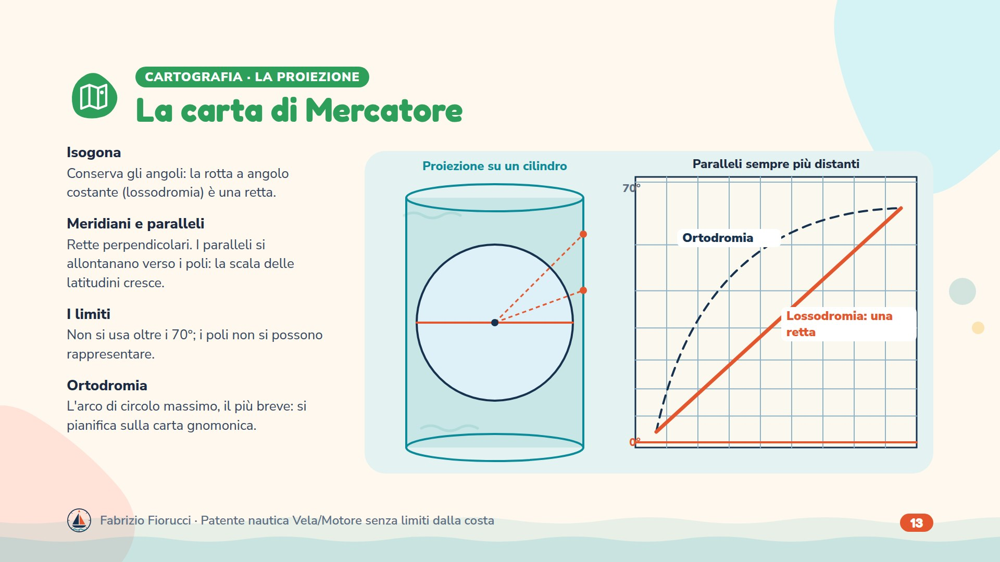 CARTOGRAFIA · LA PROIEZIONE
La carta di Mercatore
Isogona
Conserva gli angoli: la rotta a angolo
costante (lossodromia) è una retta.
Meridiani e paralleli
Rette perpendicolari. I paralleli si
allontanano verso i poli: la scala delle
latitudini cresce.
I limiti
Non si usa oltre i 70°; i poli non si possono
rappresentare.
Ortodromia
L'arco di circolo massimo, il più breve: si
pianifica sulla carta gnomonica.
Proiezione su un cilindro
Paralleli sempre più distanti
70°
Ortodromia
Lossodromia: una
retta
0°
Fabrizio Fiorucci · Patente nautica Vela/Motore senza limiti dalla costa
13